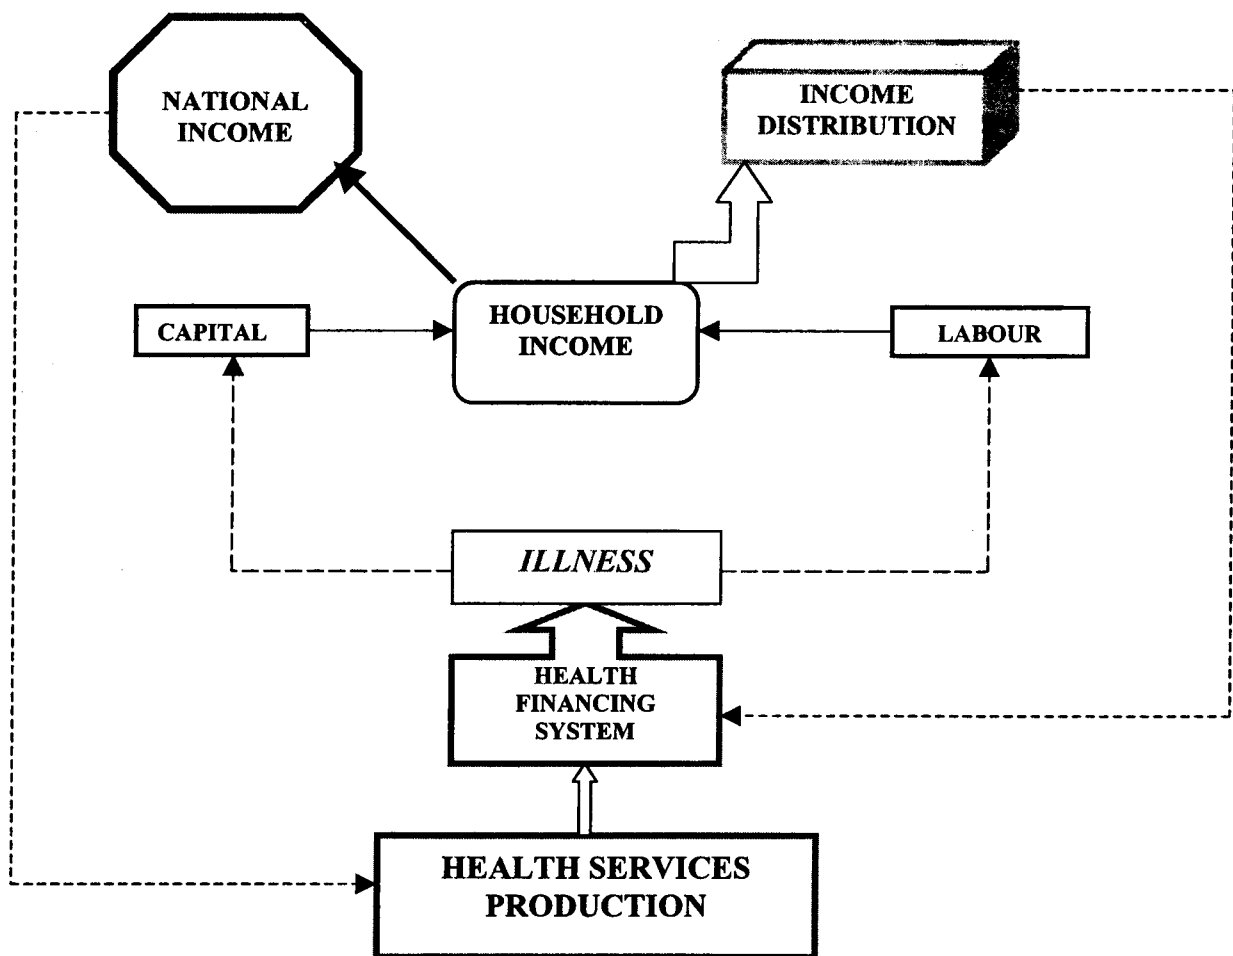 NATIONAL
INCOME
INCOME
DISTRIBUTION
HOUSEHOLD
INCOME
CAPITAL
LABOUR
ILLNESS
HEALTH
FINANCING
SYSTEM
HEALTH SERVICES
PRODUCTION